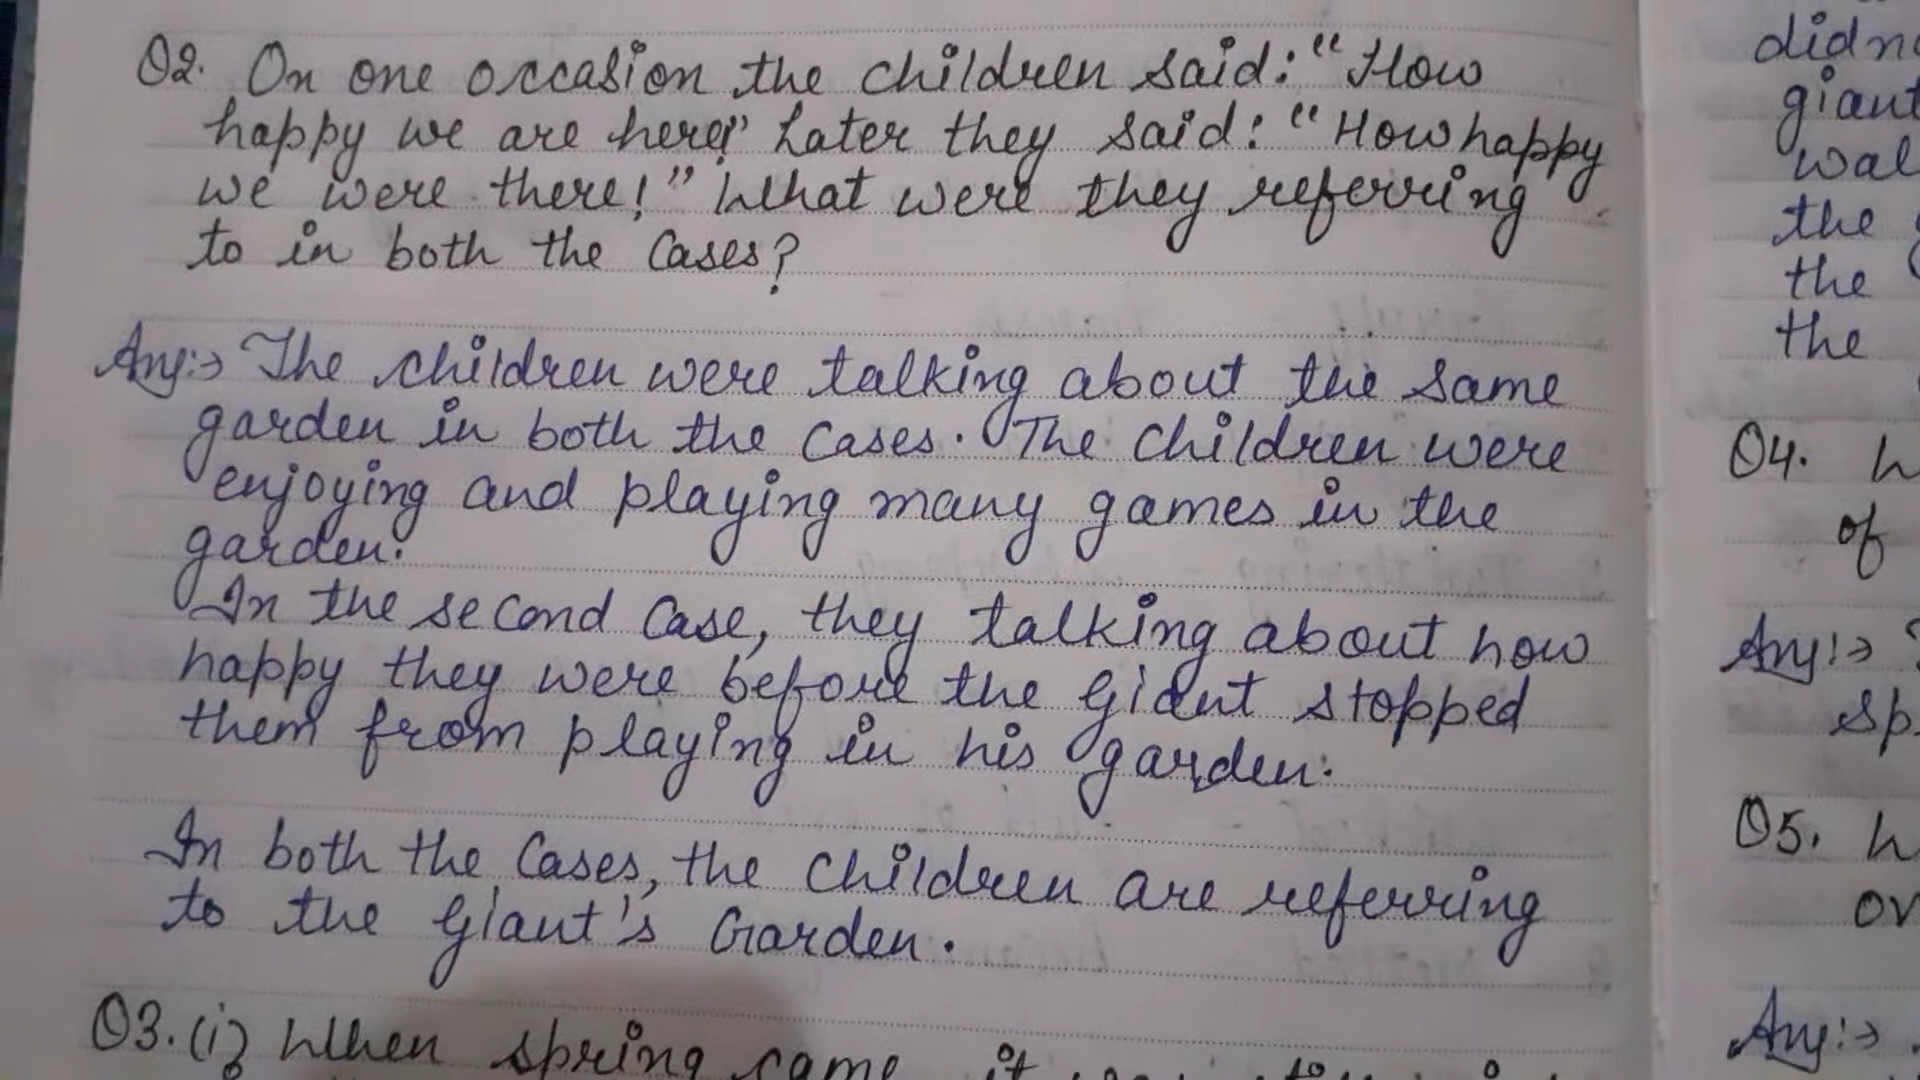 Q2. On one occasion the children said: "How
happy we are here!" Later they said: "How happy
we were there!" What were they referring
to in both the Cases?
Ans:→ The children were talking about the same
garden in both the Cases. The Children were
enjoying and playing many games in the
garden.
In the second Case, they talking about how
happy they were before the Giant stopped
them from playing in his garden.
In both the Cases, the Children are referring
to the Giant's Garden.
Q3. (i) When spring came
didn
giant
wal
the
the
the
Q4.
of
Ans:→
sp
Q5.
or
Ans:→